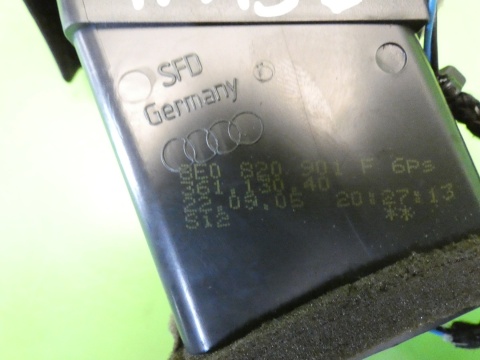 SFD
Germany
8E0 820 901 F 6Ps
361.130.40
22.09.05 20:27:13
S12 **